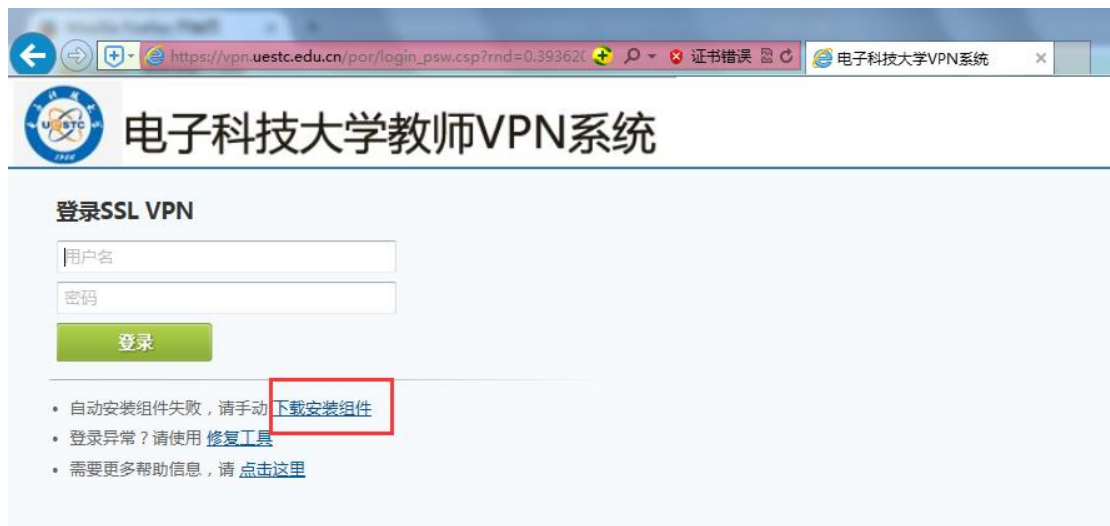 https://vpn.uestc.edu.cn/por/login_psw.csp?rnd=0.39362 证书错误 电子科技大学VPN系统
UESTC
1956
电子科技大学教师VPN系统
登录SSL VPN
用户名
密码
登录
• 自动安装组件失败，请手动 下载安装组件
• 登录异常？请使用 修复工具
• 需要更多帮助信息，请 点击这里